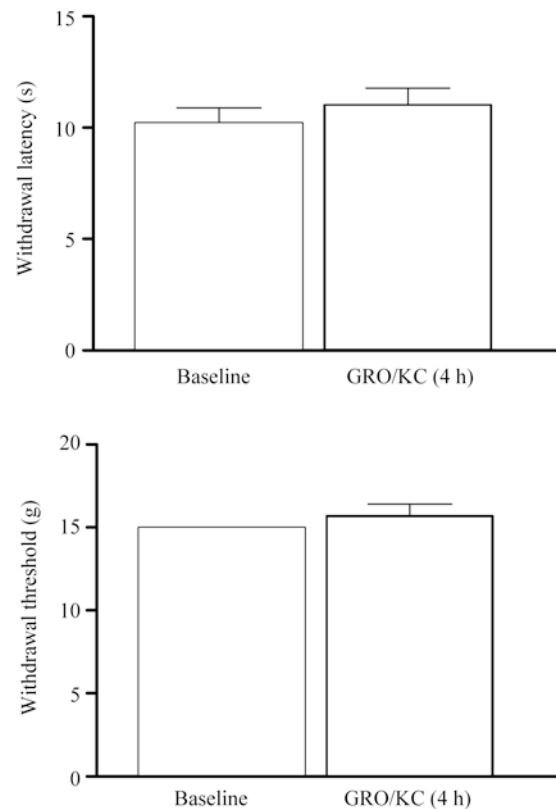 Withdrawal latency (s)
15
10
5
0
Baseline GRO/KC (4 h)
Withdrawal threshold (g)
20
15
10
5
0
Baseline GRO/KC (4 h)